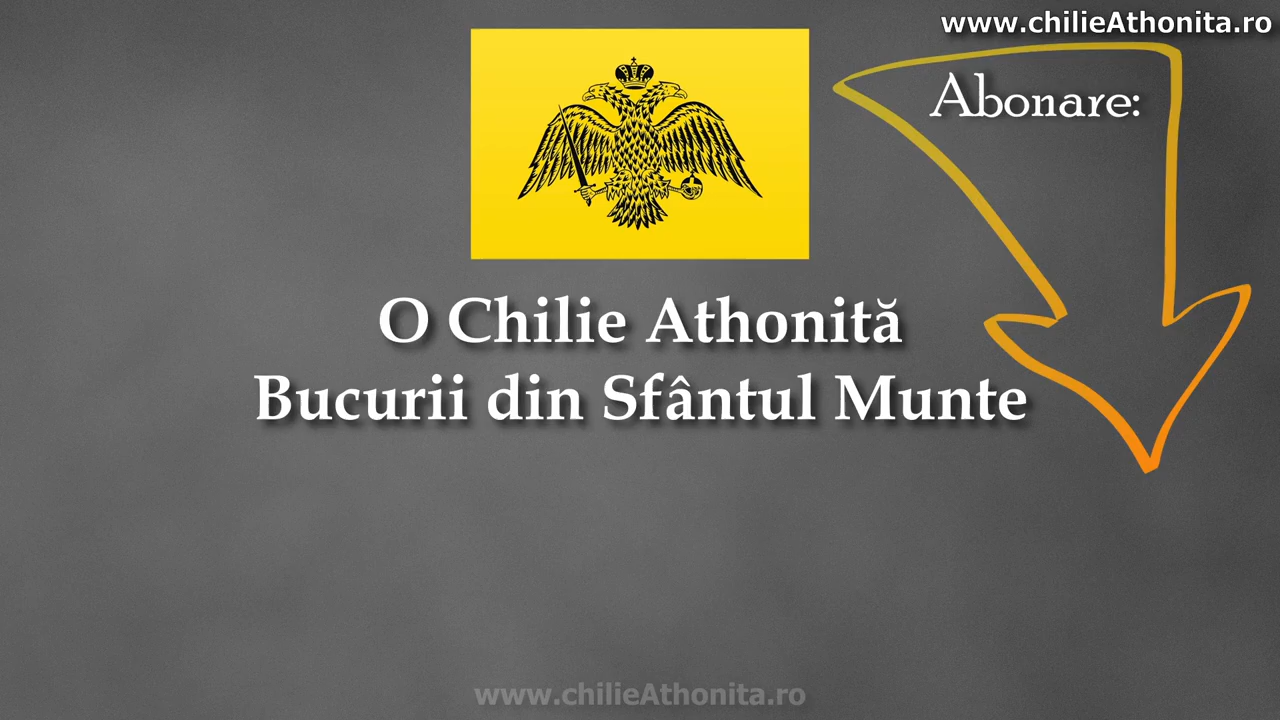 www.chilieAthonita.ro
Abonare:
O Chilie Athonită
Bucurii din Sfântul Munte
www.chilieAthonita.ro